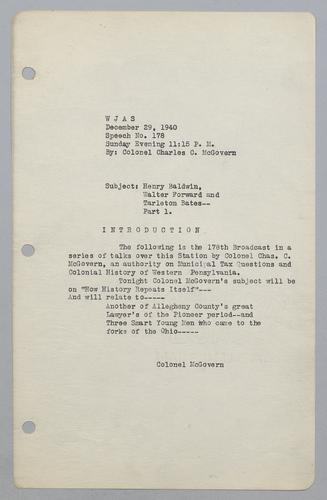 W J A S
December 29, 1940
Speech No. 178
Sunday Evening 11:15 P. M.
By: Colonel Charles C. McGovern
Subject: Henry Baldwin,
Walter Forward and
Tarleton Bates--
Part 1.
I N T R O D U C T I O N
The following is the 178th Broadcast in a
series of talks over this Station by Colonel Chas. C.
McGovern, an authority on Municipal Tax Questions and
Colonial History of Western Pennsylvania.
Tonight Colonel McGovern's subject will be
on "How History Repeats Itself"---
And will relate to-----
Another of Allegheny County's great
Lawyer's of the Pioneer period--and
Three Smart Young Men who came to the
forks of the Ohio-----
Colonel McGovern